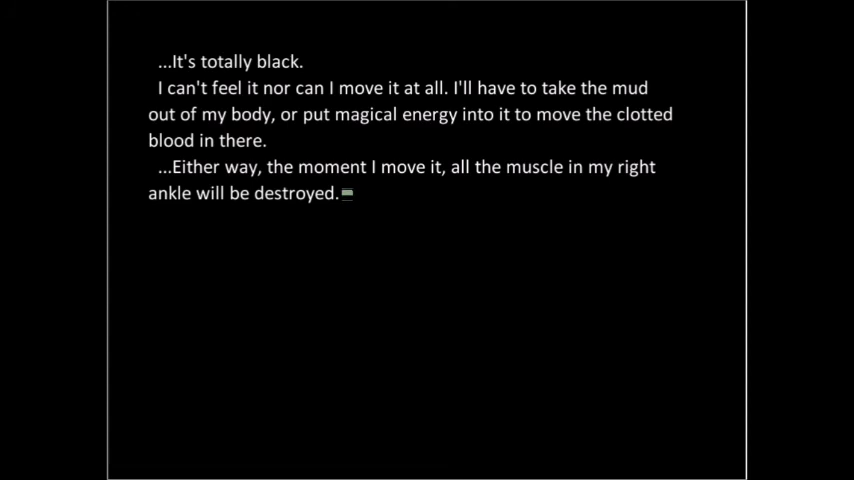 ...It's totally black.
I can't feel it nor can I move it at all. I'll have to take the mud
out of my body, or put magical energy into it to move the clotted
blood in there.
...Either way, the moment I move it, all the muscle in my right
ankle will be destroyed.